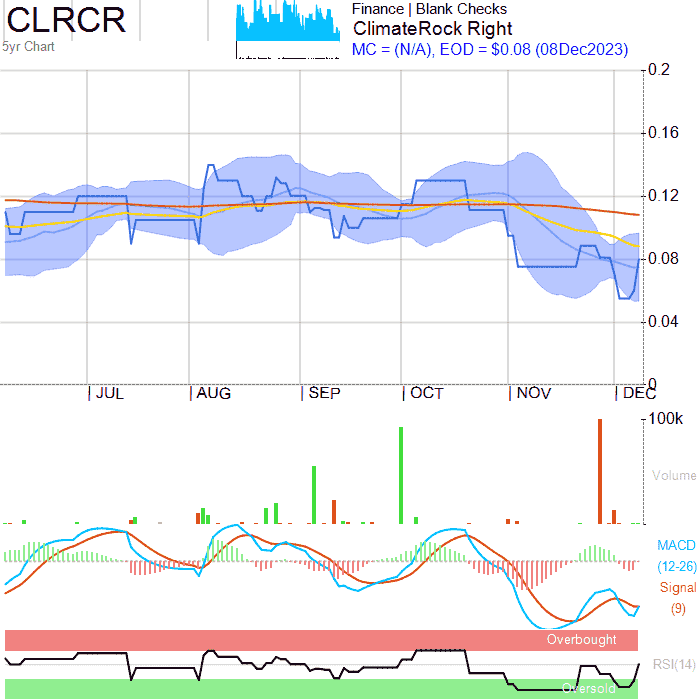 CLRCR
5yr Chart
Finance | Blank Checks
ClimateRock Right
MC = (N/A), EOD = $0.08 (08Dec2023)
0.2
0.16
0.12
0.08
0.04
0
JUL AUG SEP OCT NOV DEC
100k
Volume
MACD
(12-26)
Signal
(9)
Overbought
RSI(14)
Oversold